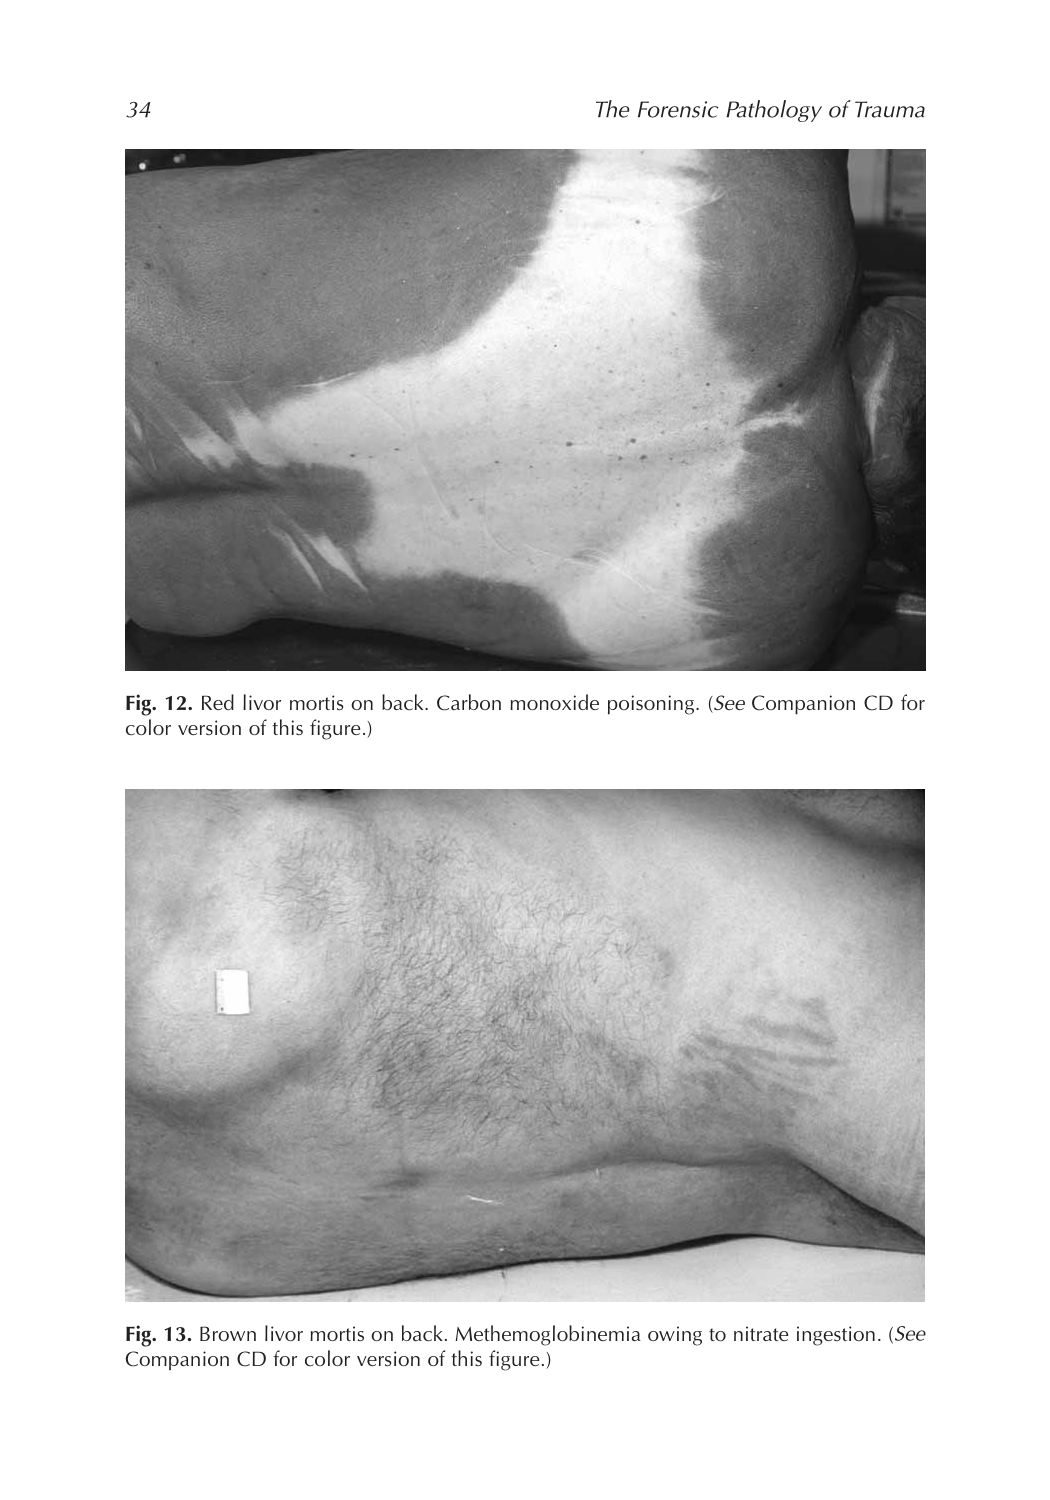 34
The Forensic Pathology of Trauma
Fig. 12. Red livor mortis on back. Carbon monoxide poisoning. (See Companion CD for
color version of this figure.)
Fig. 13. Brown livor mortis on back. Methemoglobinemia owing to nitrate ingestion. (See
Companion CD for color version of this figure.)